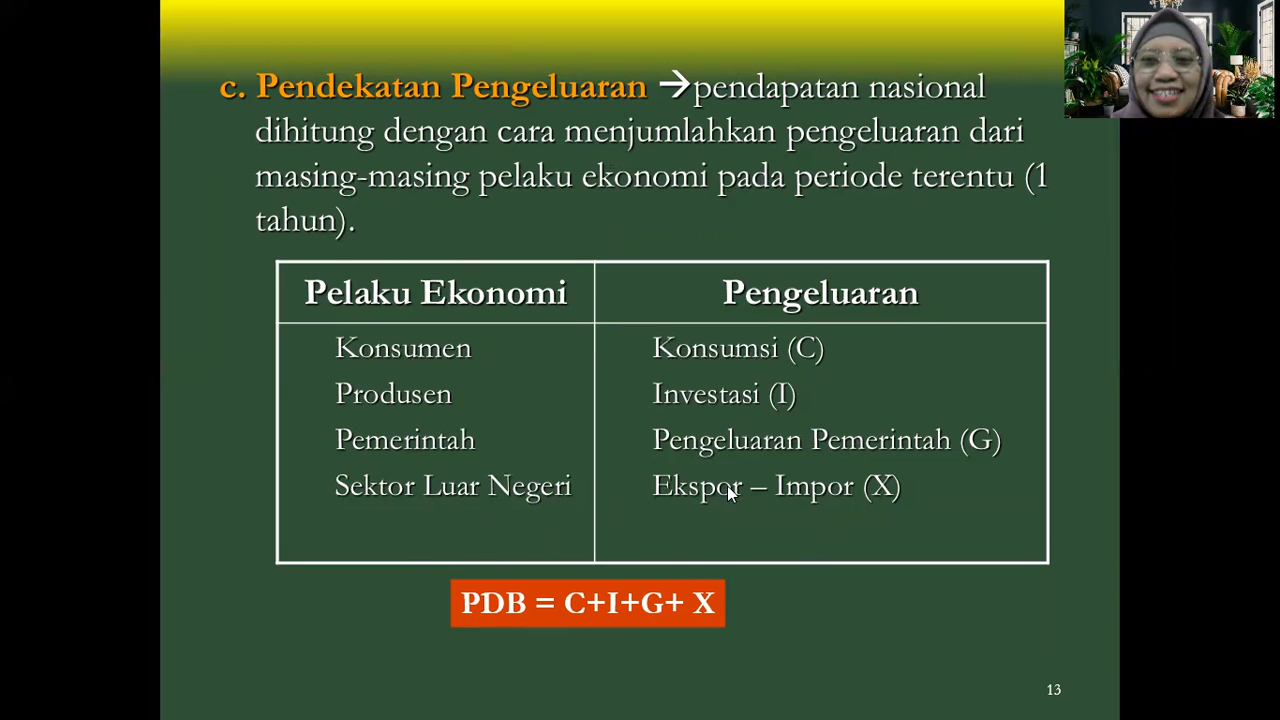 c. Pendekatan Pengeluaran →pendapatan nasional
dihitung dengan cara menjumlahkan pengeluaran dari
masing-masing pelaku ekonomi pada periode terentu (1
tahun).
Pelaku Ekonomi Pengeluaran
Konsumen Konsumsi (C)
Produsen Investasi (I)
Pemerintah Pengeluaran Pemerintah (G)
Sektor Luar Negeri Ekspor – Impor (X)
PDB = C+I+G+ X
13